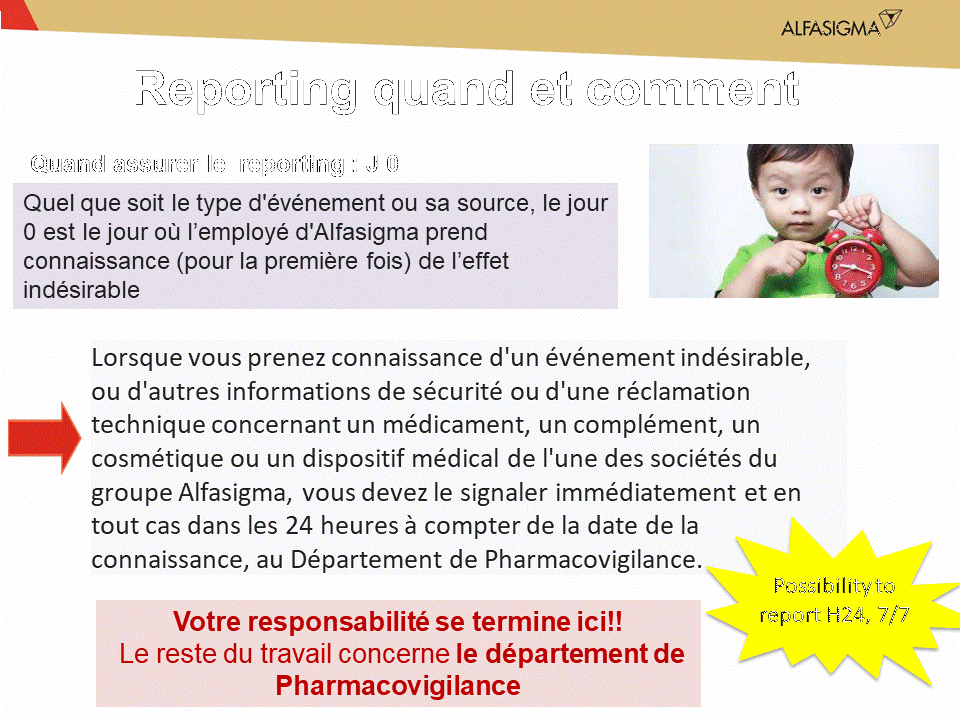 ALFASIGMA
Reporting quand et comment
Quand assurer le reporting : J 0
Quel que soit le type d'événement ou sa source, le jour
0 est le jour où l’employé d'Alfasigma prend
connaissance (pour la première fois) de l’effet
indésirable
Lorsque vous prenez connaissance d'un événement indésirable,
ou d'autres informations de sécurité ou d'une réclamation
technique concernant un médicament, un complément, un
cosmétique ou un dispositif médical de l'une des sociétés du
groupe Alfasigma, vous devez le signaler immédiatement et en
tout cas dans les 24 heures à compter de la date de la
connaissance, au Département de Pharmacovigilance.
Possibility to
report H24, 7/7
Votre responsabilité se termine ici!!
Le reste du travail concerne le département de
Pharmacovigilance